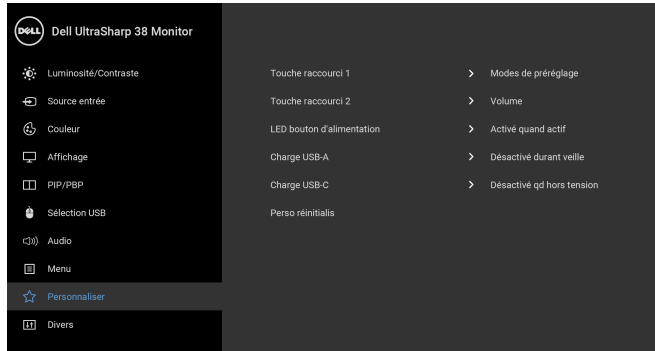 DELL Dell UltraSharp 38 Monitor
Luminosité/Contraste Touche raccourci 1 Modes de préréglage
Source entrée Touche raccourci 2 Volume
Couleur LED bouton d'alimentation Activé quand actif
Affichage Charge USB-A Désactivé durant veille
PIP/PBP Charge USB-C Désactivé qd hors tension
Sélection USB Perso réinitialis
Audio
Menu
Personnaliser
Divers